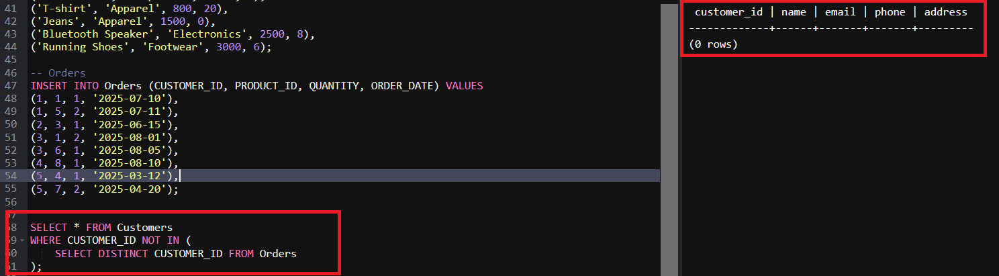 41 ('T-shirt', 'Apparel', 800, 20),
42 ('Jeans', 'Apparel', 1500, 0),
43 ('Bluetooth Speaker', 'Electronics', 2500, 8),
44 ('Running Shoes', 'Footwear', 3000, 6);
45
46 -- Orders
47 INSERT INTO Orders (CUSTOMER_ID, PRODUCT_ID, QUANTITY, ORDER_DATE) VALUES
48 (1, 1, 1, '2025-07-10'),
49 (1, 5, 2, '2025-07-11'),
50 (2, 3, 1, '2025-06-15'),
51 (3, 1, 2, '2025-08-01'),
52 (3, 6, 1, '2025-08-05'),
53 (4, 8, 1, '2025-08-10'),
54 (5, 4, 1, '2025-03-12'),
55 (5, 7, 2, '2025-04-20');
56
57
58 SELECT * FROM Customers
59 WHERE CUSTOMER_ID NOT IN (
60     SELECT DISTINCT CUSTOMER_ID FROM Orders
61 );
 customer_id | name | email | phone | address
-------------+------+-------+-------+---------
(0 rows)